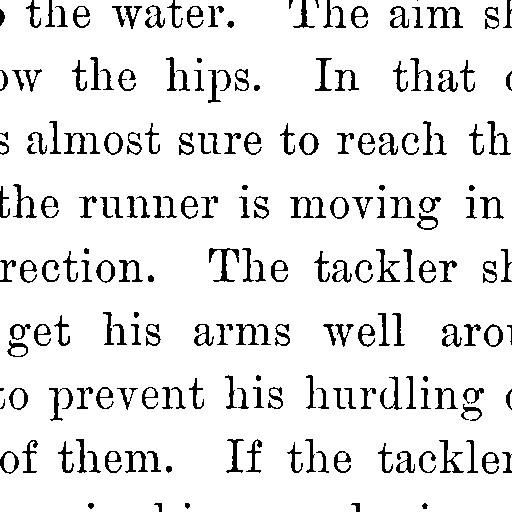 the water. The aim sh
ow the hips. In that
s almost sure to reach th
the runner is moving in
rection. The tackler sh
get his arms well arou
to prevent his hurdling
of them. If the tackler